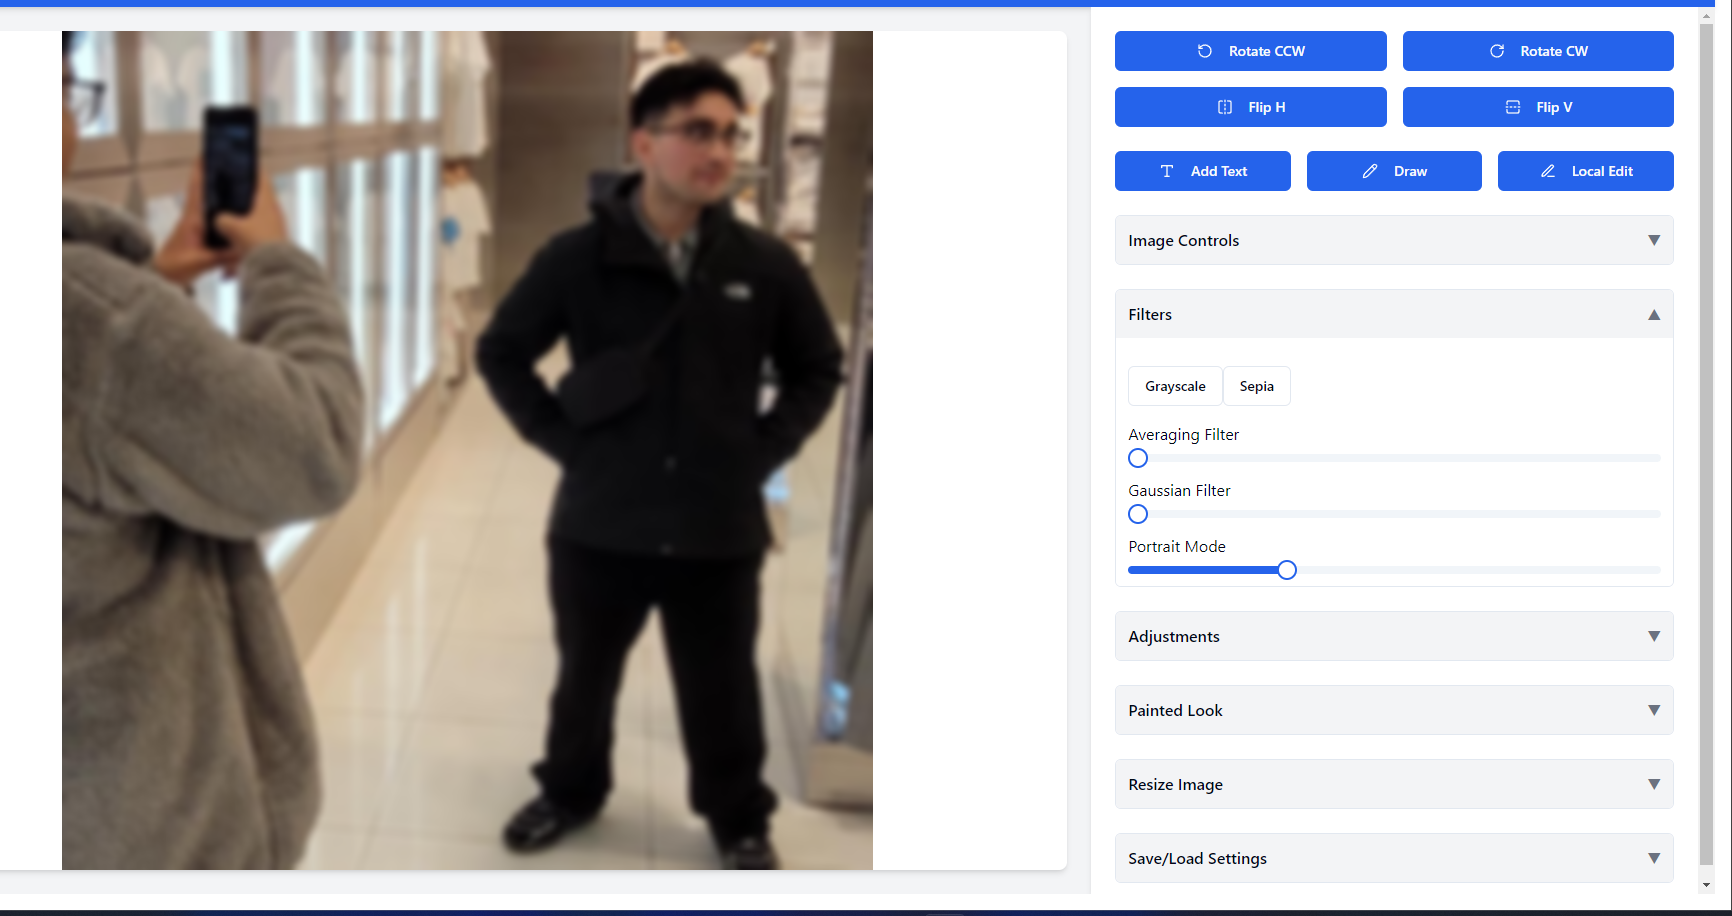 Rotate CCW
Rotate CW
Flip H
Flip V
Add Text
Draw
Local Edit
Image Controls
Filters
Grayscale
Sepia
Averaging Filter
Gaussian Filter
Portrait Mode
Adjustments
Painted Look
Resize Image
Save/Load Settings